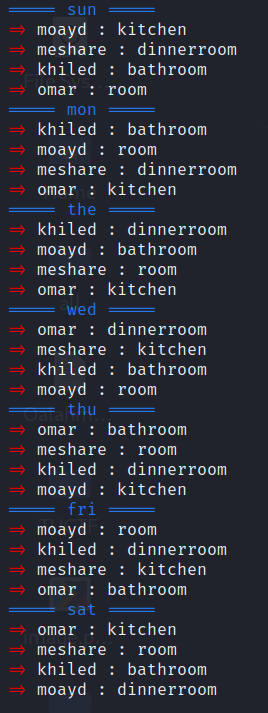 ═════ sun ═════
=> moayd : kitchen
=> meshare : dinnerroom
=> khiled : bathroom
=> omar : room
═════ mon ═════
=> khiled : bathroom
=> moayd : room
=> meshare : dinnerroom
=> omar : kitchen
═════ the ═════
=> khiled : dinnerroom
=> moayd : bathroom
=> meshare : room
=> omar : kitchen
═════ wed ═════
=> omar : dinnerroom
=> meshare : kitchen
=> khiled : bathroom
=> moayd : room
═════ thu ═════
=> omar : bathroom
=> meshare : room
=> khiled : dinnerroom
=> moayd : kitchen
═════ fri ═════
=> moayd : room
=> khiled : dinnerroom
=> meshare : kitchen
=> omar : bathroom
═════ sat ═════
=> omar : kitchen
=> meshare : room
=> khiled : bathroom
=> moayd : dinnerroom